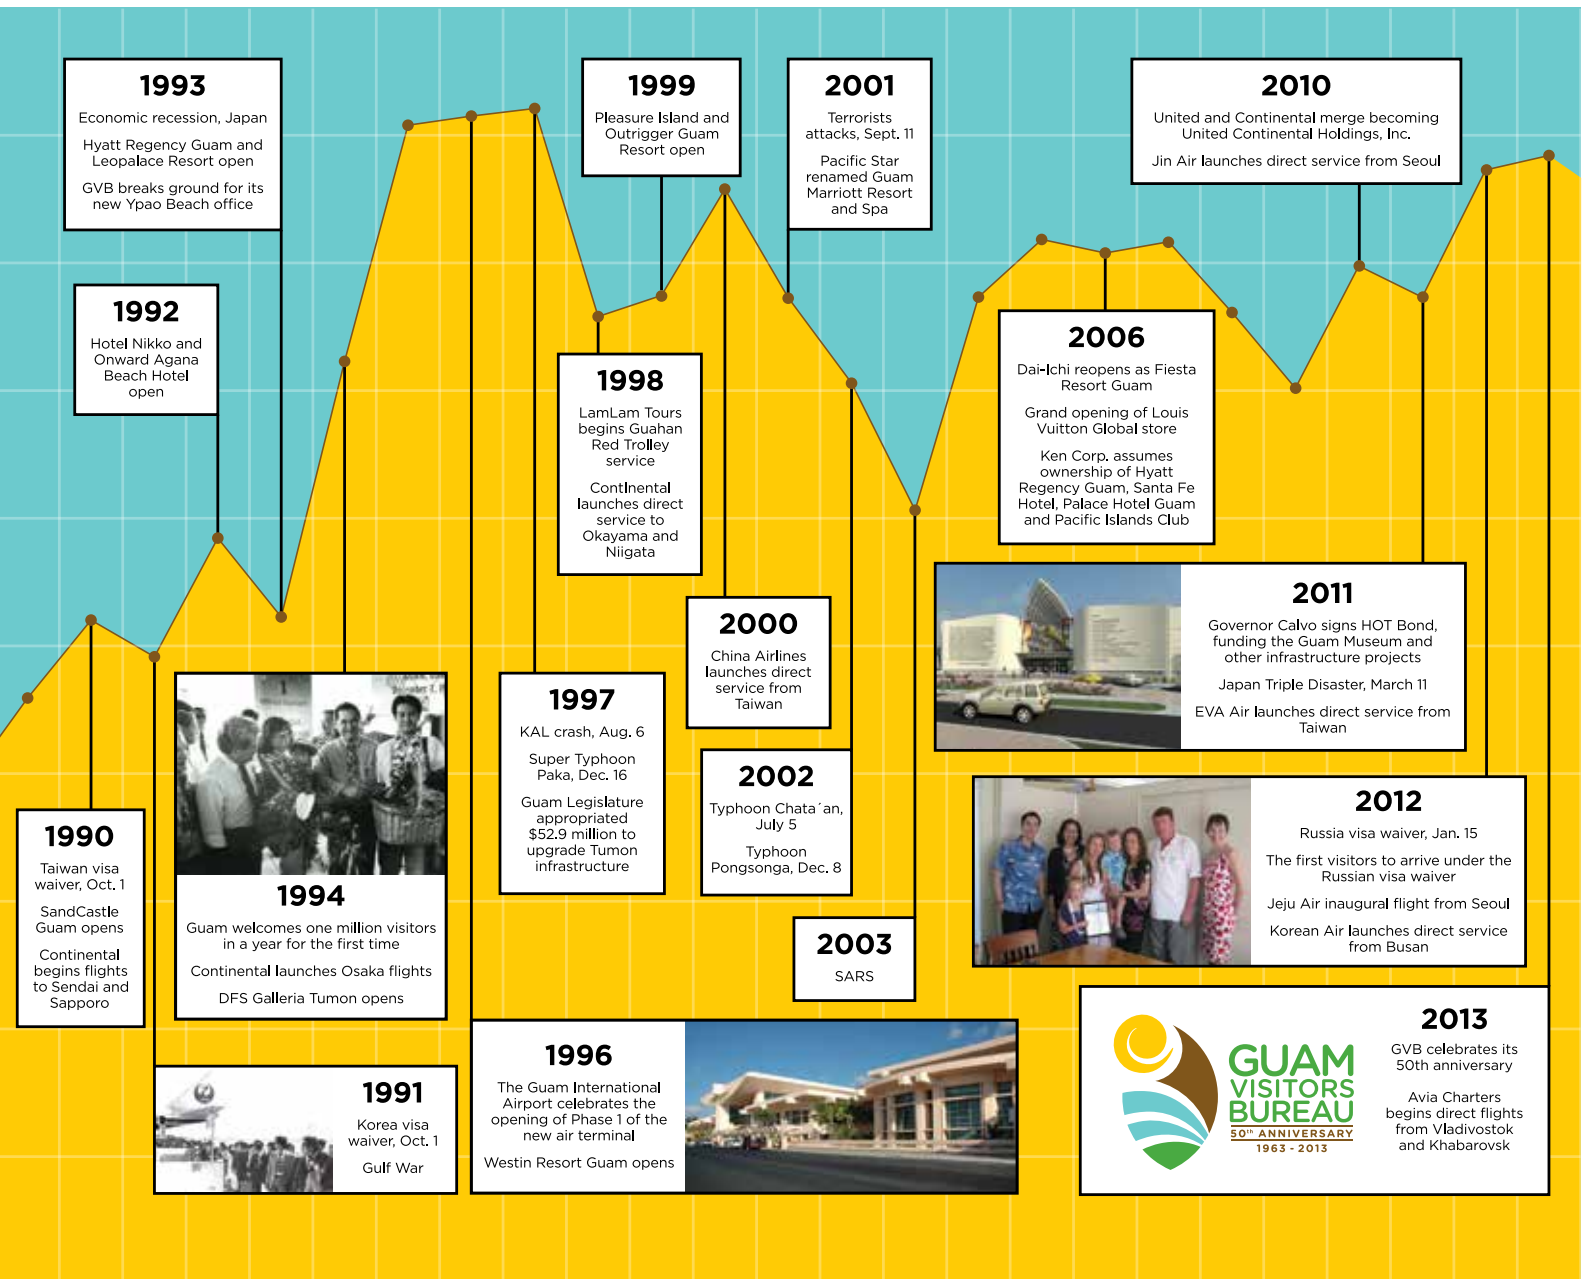 1993
Economic recession, Japan
Hyatt Regency Guam and
Leopalace Resort open
GVB breaks ground for its
new Ypao Beach office
1999
Pleasure Island and
Outrigger Guam
Resort open
2001
Terrorists
attacks, Sept. 11
Pacific Star
renamed Guam
Marriott Resort
and Spa
2010
United and Continental merge becoming
United Continental Holdings, Inc.
Jin Air launches direct service from Seoul
1992
Hotel Nikko and
Onward Agana
Beach Hotel
open
1998
LamLam Tours
begins Guahan
Red Trolley
service
Continental
launches direct
service to
Okayama and
Niigata
2006
Dai-Ichi reopens as Fiesta
Resort Guam
Grand opening of Louis
Vuitton Global store
Ken Corp. assumes
ownership of Hyatt
Regency Guam, Santa Fe
Hotel, Palace Hotel Guam
and Pacific Islands Club
2000
China Airlines
launches direct
service from
Taiwan
2011
Governor Calvo signs HOT Bond,
funding the Guam Museum and
other infrastructure projects
Japan Triple Disaster, March 11
EVA Air launches direct service from
Taiwan
1997
KAL crash, Aug. 6
Super Typhoon
Paka, Dec. 16
Guam Legislature
appropriated
$52.9 million to
upgrade Tumon
infrastructure
2002
Typhoon Chata´an,
July 5
Typhoon
Pongsonga, Dec. 8
2012
Russia visa waiver, Jan. 15
The first visitors to arrive under the
Russian visa waiver
Jeju Air inaugural flight from Seoul
Korean Air launches direct service
from Busan
1990
Taiwan visa
waiver, Oct. 1
SandCastle
Guam opens
Continental
begins flights
to Sendai and
Sapporo
1994
Guam welcomes one million visitors
in a year for the first time
Continental launches Osaka flights
DFS Galleria Tumon opens
2003
SARS
1991
Korea visa
waiver, Oct. 1
Gulf War
1996
The Guam International
Airport celebrates the
opening of Phase 1 of the
new air terminal
Westin Resort Guam opens
GUAM
VISITORS
BUREAU
50th ANNIVERSARY
1963 - 2013
2013
GVB celebrates its
50th anniversary
Avia Charters
begins direct flights
from Vladivostok
and Khabarovsk